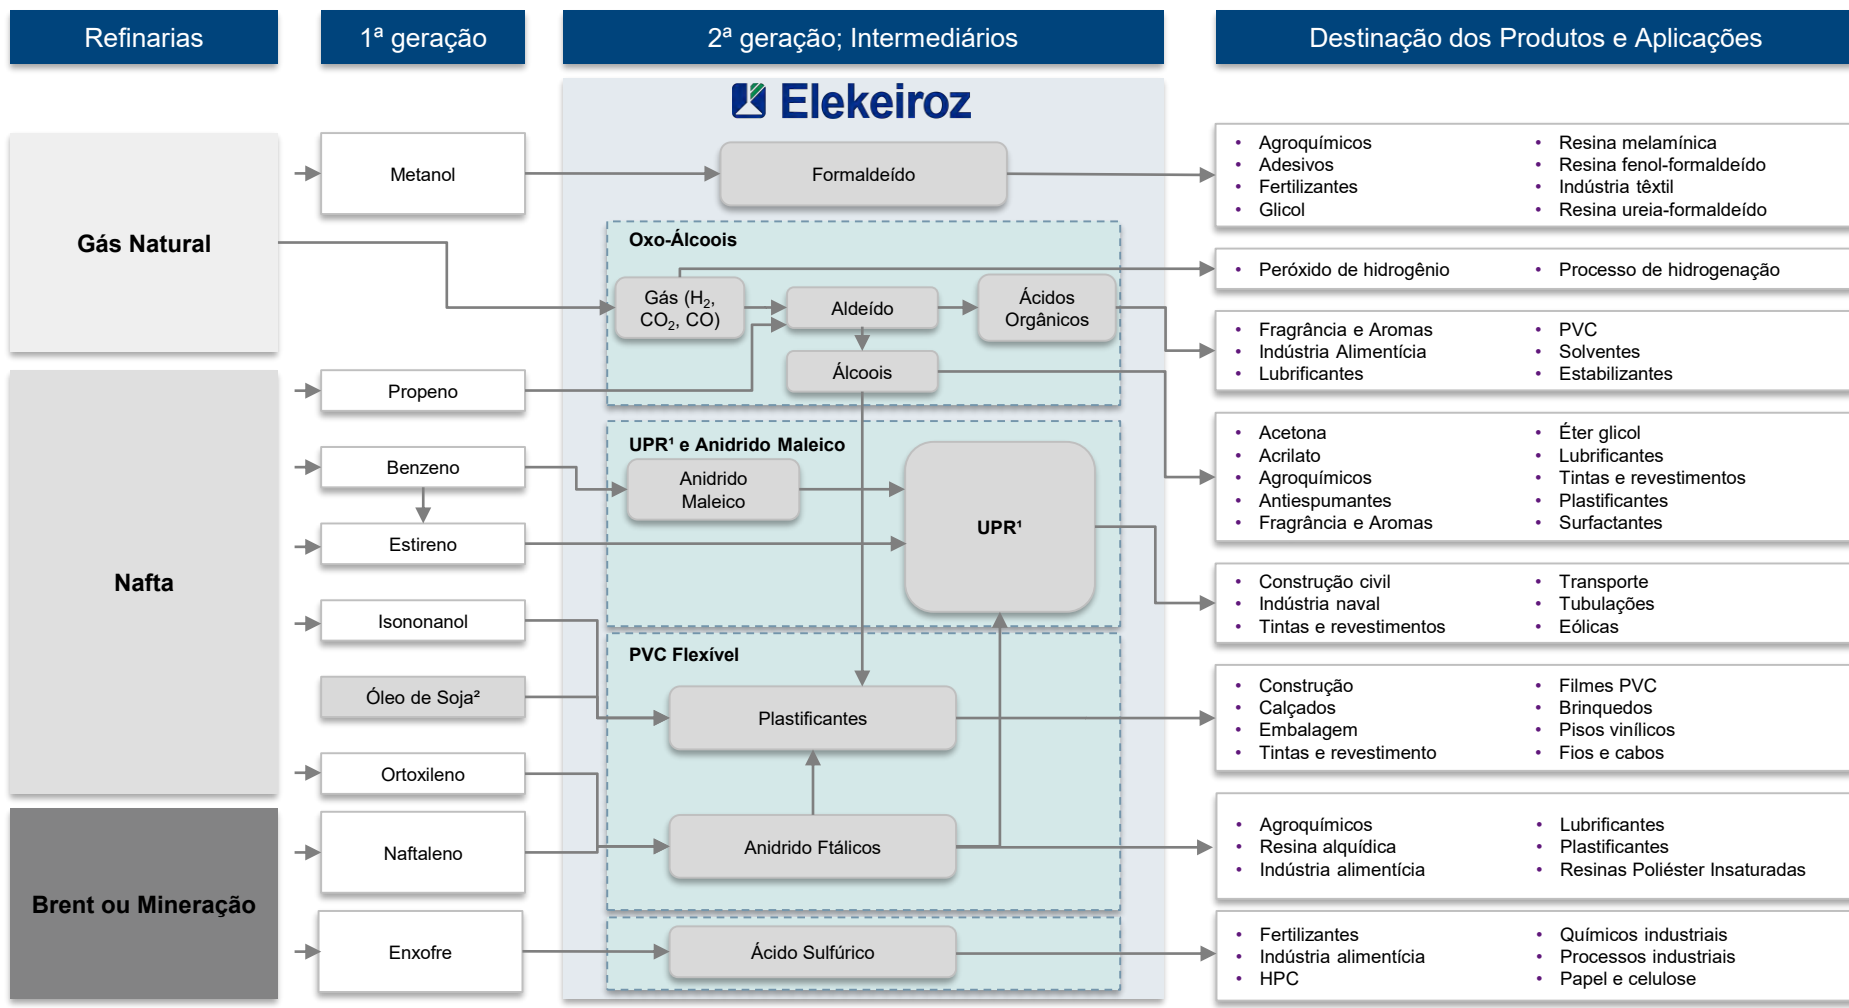 Refinarias
1ª geração
2ª geração; Intermediários
Destinação dos Produtos e Aplicações
Elekeiroz
Gás Natural
Nafta
Brent ou Mineração
Metanol
Propeno
Benzeno
Estireno
Isononanol
Óleo de Soja²
Ortoxileno
Naftaleno
Enxofre
Formaldeído
Oxo-Álcoois
Gás (H₂,
CO₂, CO)
Aldeído
Ácidos
Orgânicos
Álcoois
UPR¹ e Anidrido Maleico
Anidrido
Maleico
UPR¹
PVC Flexível
Plastificantes
Anidrido Ftálicos
Ácido Sulfúrico
• Agroquímicos
• Adesivos
• Fertilizantes
• Glicol
• Resina melamínica
• Resina fenol-formaldeído
• Indústria têxtil
• Resina ureia-formaldeído
• Peróxido de hidrogênio
• Processo de hidrogenação
• Fragrância e Aromas
• Indústria Alimentícia
• Lubrificantes
• PVC
• Solventes
• Estabilizantes
• Acetona
• Acrilato
• Agroquímicos
• Antiespumantes
• Fragrância e Aromas
• Éter glicol
• Lubrificantes
• Tintas e revestimentos
• Plastificantes
• Surfactantes
• Construção civil
• Indústria naval
• Tintas e revestimentos
• Transporte
• Tubulações
• Eólicas
• Construção
• Calçados
• Embalagem
• Tintas e revestimento
• Filmes PVC
• Brinquedos
• Pisos vinílicos
• Fios e cabos
• Agroquímicos
• Resina alquídica
• Indústria alimentícia
• Lubrificantes
• Plastificantes
• Resinas Poliéster Insaturadas
• Fertilizantes
• Indústria alimentícia
• HPC
• Químicos industriais
• Processos industriais
• Papel e celulose